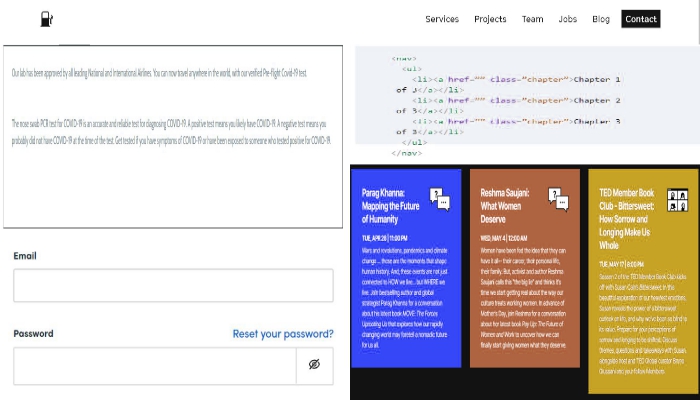 Services Projects Team Jobs Blog Contact
Our lab has been approved by all leading National and International Airlines. You can now travel anywhere in the world, with our verified Pre-flight Covid-19 test.
The nose swab PCR test for COVID-19 is an accurate and reliable test for diagnosing COVID-19. A positive test means you likely have COVID-19. A negative test means you
probably did not have COVID-19 at the time of the test. Get tested if you have symptoms of COVID-19 or have been exposed to someone who tested positive for COVID-19.
Email
Password Reset your password?
<nav>
<ul>
<li><a href="" class="chapter">Chapter 1
of 3</a></li>
<li><a href="" class="chapter">Chapter 2
of 3</a></li>
<li><a href="" class="chapter">Chapter 3
of 3</a></li>
</ul>
</nav>
Parag Khanna:
Mapping the Future
of Humanity
TUE, APR 26 | 11:00 PM
Wars and revolutions, pandemics and climate
change ... those are the moments that shape
human history. And, these events are not just
connected to HOW we live... but WHERE we
live. Join bestselling author and global
strategist Parag Khanna for a conversation
about his latest book MOVE: The Forces
Uprooting Us that explores how our rapidly
changing world may foretell a nomadic future
for us all.
Reshma Saujani:
What Women
Deserve
WED, MAY 4 | 12:00 AM
Women have been fed the idea that they can
have it all— their career, their personal life,
their family. But, activist and author Reshma
Saujani calls this "the big lie" and thinks it's
time we start getting real about the way our
culture treats working women. In advance of
Mother's Day, join Reshma for a conversation
about her latest book Pay Up: The Future of
Women and Work to uncover how we can
finally start giving women what they deserve.
TED Member Book
Club - Bittersweet:
How Sorrow and
Longing Make Us
Whole
TUE, MAY 17 | 8:00 PM
Season 2 of the TED Member Book Club kicks
off with Susan Cain's Bittersweet. In this
beautiful exploration of our heaviest emotions,
Susan reveals the power of a bittersweet
outlook on life, and why we've been so blind to
its value. Prepare for your perceptions of
sorrow and longing to be shifted. Discuss
themes, questions and takeaways with Susan,
alongside host and TED Global curator Bruno
Giussani and your fellow Members.